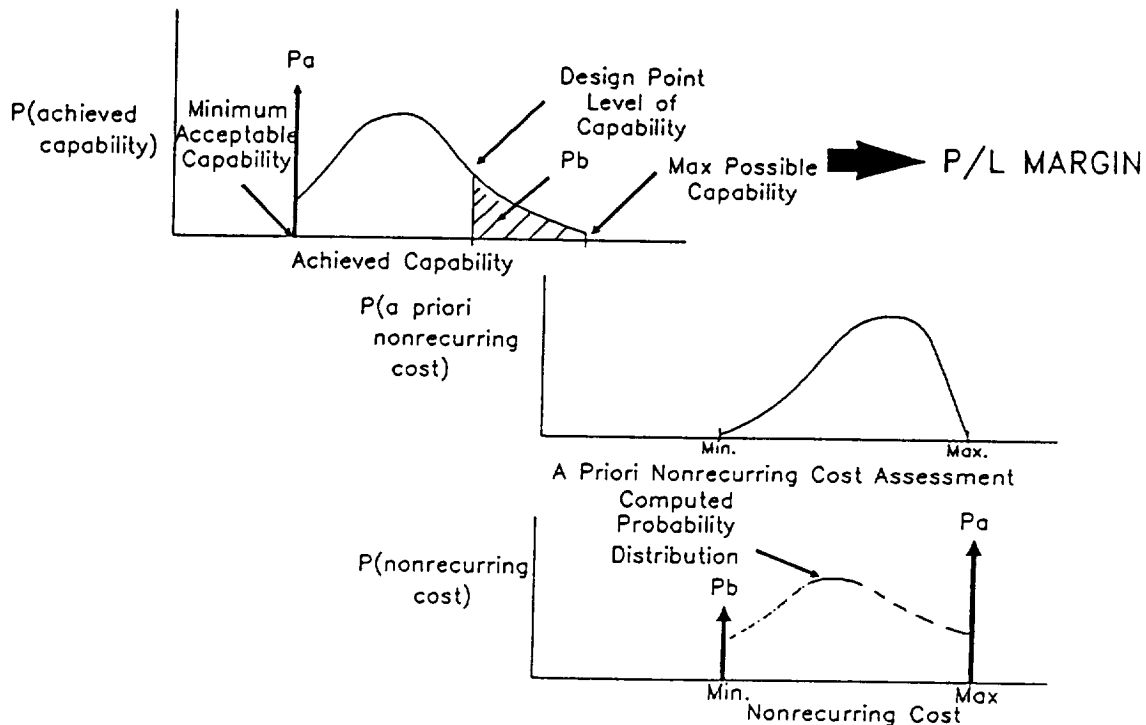 Pa
P(achieved
capability)
Minimum
Acceptable
Capability
Design Point
Level of
Capability
Pb
Max Possible
Capability
P/L MARGIN
Achieved Capability
P(a priori
nonrecurring
cost)
Min.
Max.
A Priori Nonrecurring Cost Assessment
Computed
Probability
Distribution
P(nonrecurring
cost)
Pb
Pa
Min.
Max
Nonrecurring Cost